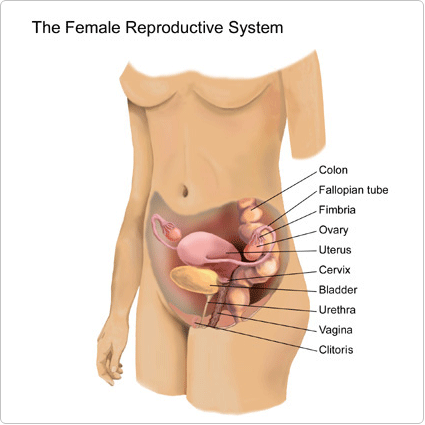 The Female Reproductive System
Colon
Fallopian tube
Fimbria
Ovary
Uterus
Cervix
Bladder
Urethra
Vagina
Clitoris